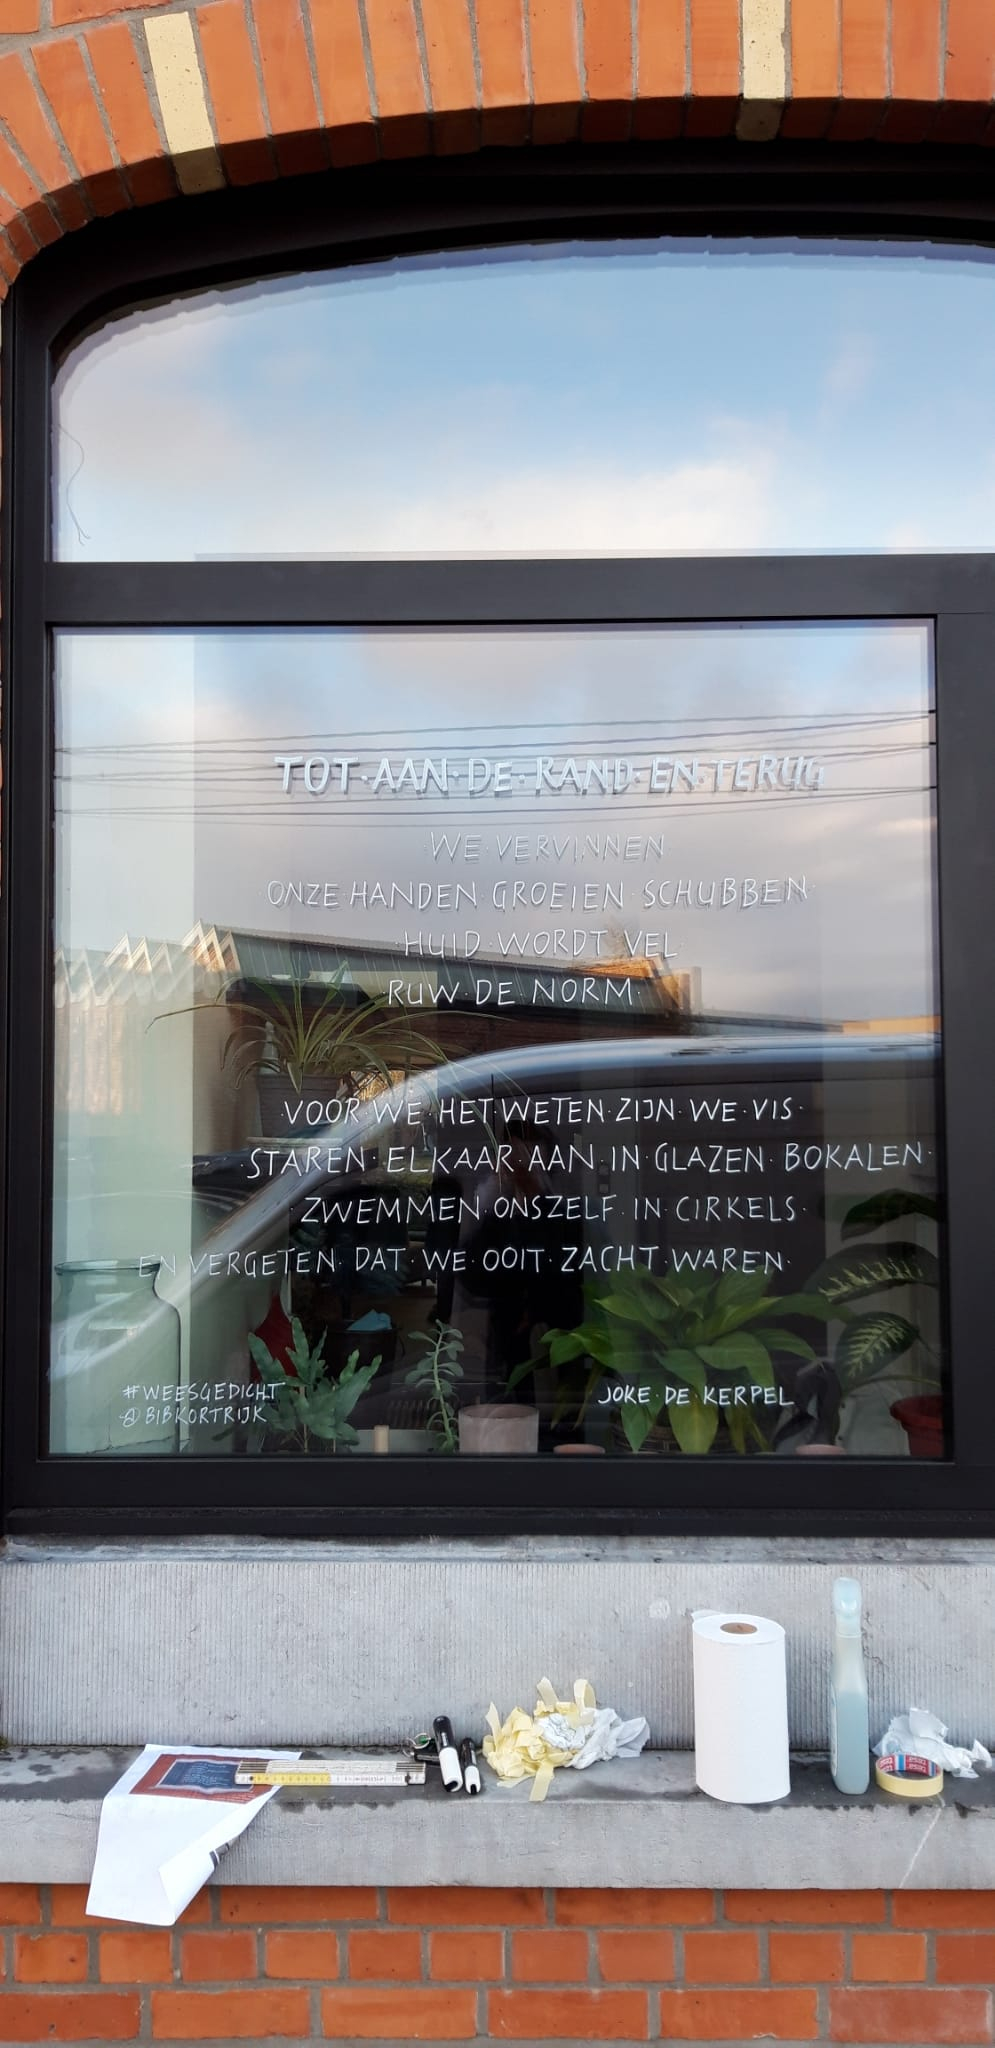 TOT·AAN·DE·RAND·EN·TERUG
·WE·VERVINNEN
·ONZE·HANDEN·GROEIEN·SCHUBBEN·
·HUID·WORDT·VEL·
·RUW·DE·NORM·
·VOOR·WE·HET·WETEN·ZIJN·WE·VIS·
·STAREN·ELKAAR·AAN·IN·GLAZEN·BOKALEN·
·ZWEMMEN·ONSZELF·IN·CIRKELS·
EN·VERGETEN·DAT·WE·OOIT·ZACHT·WAREN·
#WEESGEDICHT
@BIBKORTRIJK
JOKE·DE·KERPEL